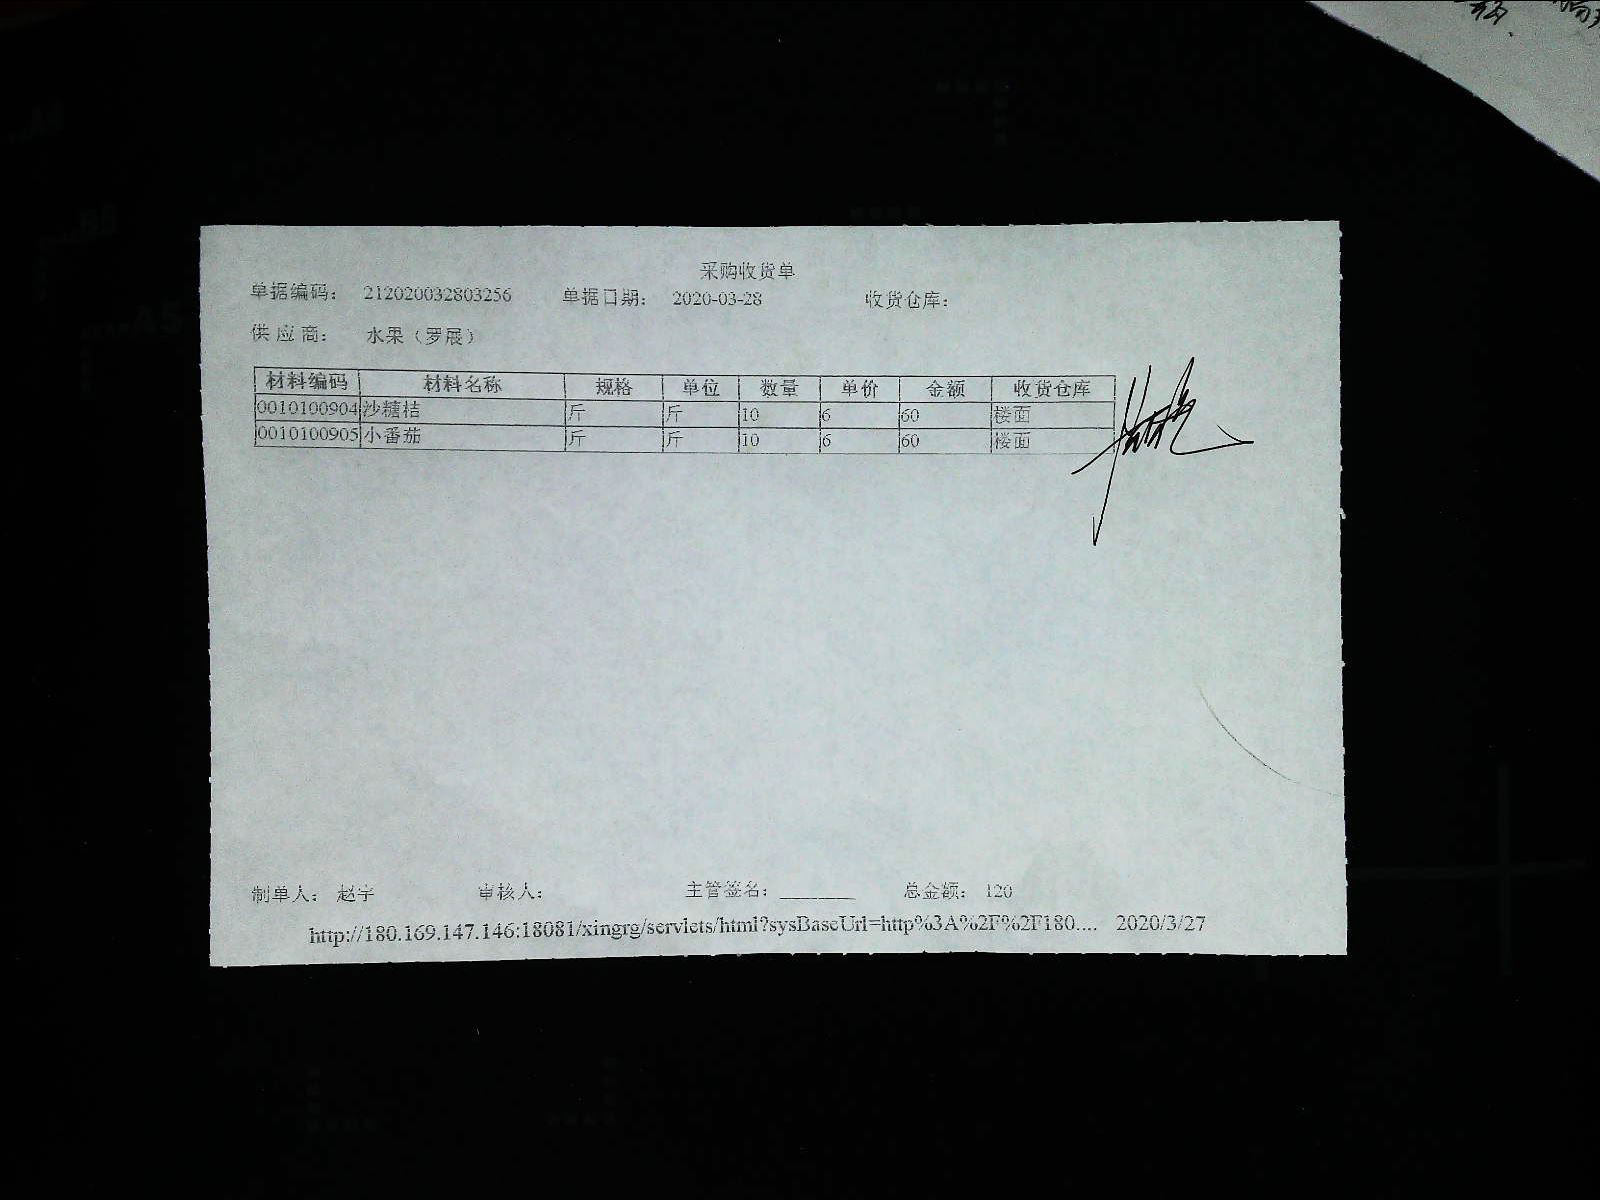 采购收货单
单据编码： 212020032803256 单据日期： 2020-03-28 收货仓库：
供应商： 水果（罗展）
材料编码 材料名称 规格 单位 数量 单价 金额 收货仓库
0010100904 沙糖桔 斤 斤 10 6 60 楼面
0010100905 小番茄 斤 斤 10 6 60 楼面
制单人： 赵宇 审核人： 主管签名： ________ 总金额： 120
http://180.169.147.146:18081/xingrg/servlets/html?sysBaseUrl=http%3A%2F%2F180.... 2020/3/27